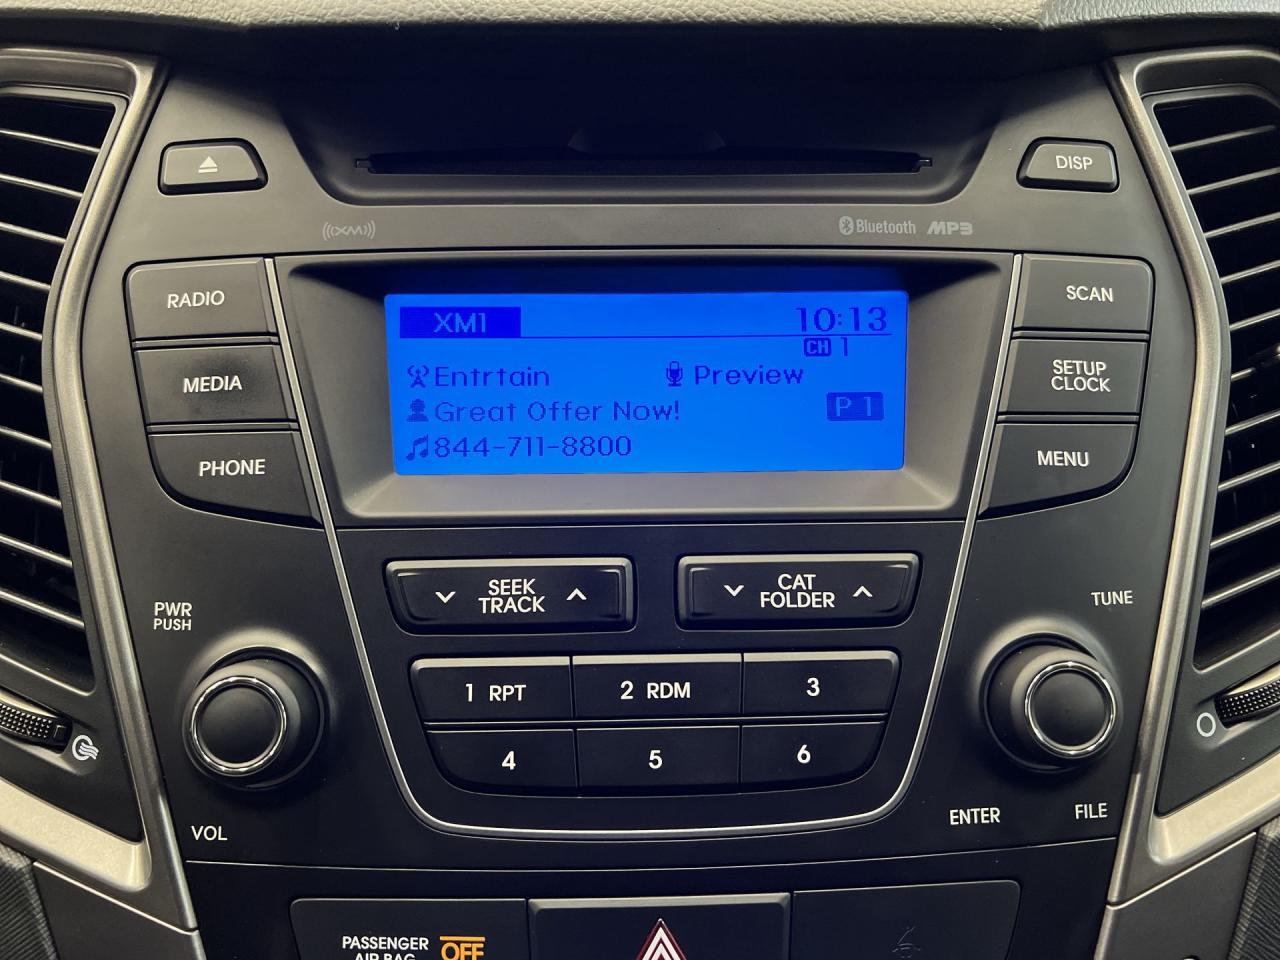 DISP
XM
Bluetooth MP3
RADIO
SCAN
XM1
10:13
CH 1
Entrtain
Preview
MEDIA
SETUP
CLOCK
Great Offer Now!
P 1
844-711-8800
PHONE
MENU
SEEK
TRACK
CAT
FOLDER
PWR
PUSH
TUNE
1 RPT
2 RDM
3
4
5
6
VOL
ENTER
FILE
PASSENGER
AIR BAG
OFF